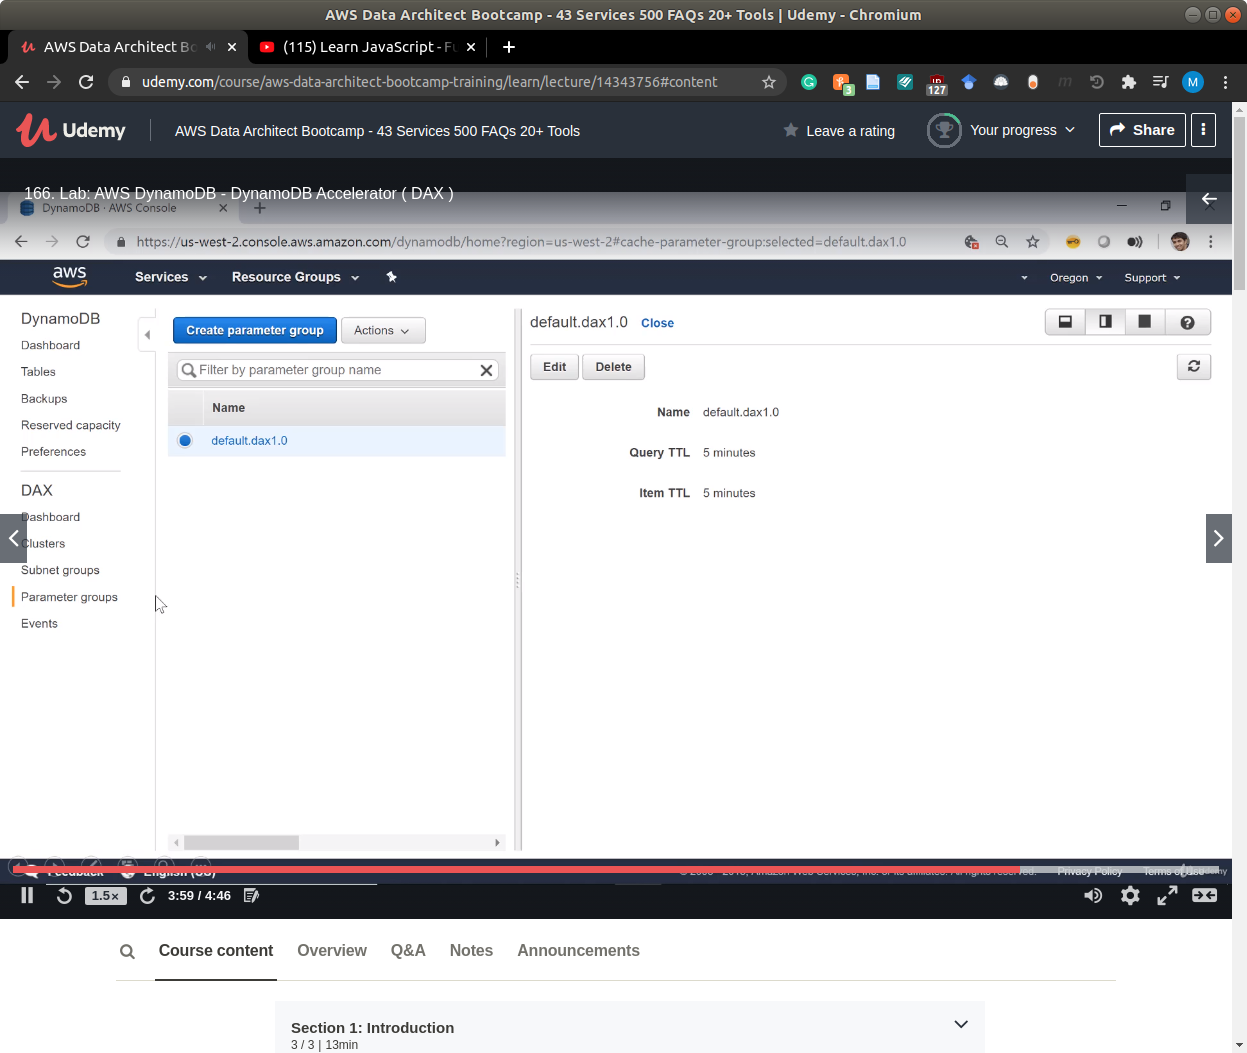 AWS Data Architect Bootcamp - 43 Services 500 FAQs 20+ Tools | Udemy - Chromium
AWS Data Architect Bo
(115) Learn JavaScript - Fu
udemy.com/course/aws-data-architect-bootcamp-training/learn/lecture/14343756#content
3
127
M
Udemy
AWS Data Architect Bootcamp - 43 Services 500 FAQs 20+ Tools
Leave a rating
Your progress
Share
166. Lab: AWS DynamoDB - DynamoDB Accelerator ( DAX )
DynamoDB · AWS Console
https://us-west-2.console.aws.amazon.com/dynamodb/home?region=us-west-2#cache-parameter-group:selected=default.dax1.0
aws
Services
Resource Groups
Oregon
Support
DynamoDB
Dashboard
Tables
Backups
Reserved capacity
Preferences
DAX
Dashboard
Clusters
Subnet groups
Parameter groups
Events
Create parameter group
Actions
Filter by parameter group name
Name
default.dax1.0
default.dax1.0 Close
Edit
Delete
Name default.dax1.0
Query TTL 5 minutes
Item TTL 5 minutes
Feedback
English (US)
Privacy Policy
Terms of Use
1.5x
3:59 / 4:46
Course content
Overview
Q&A
Notes
Announcements
Section 1: Introduction
3 / 3 | 13min